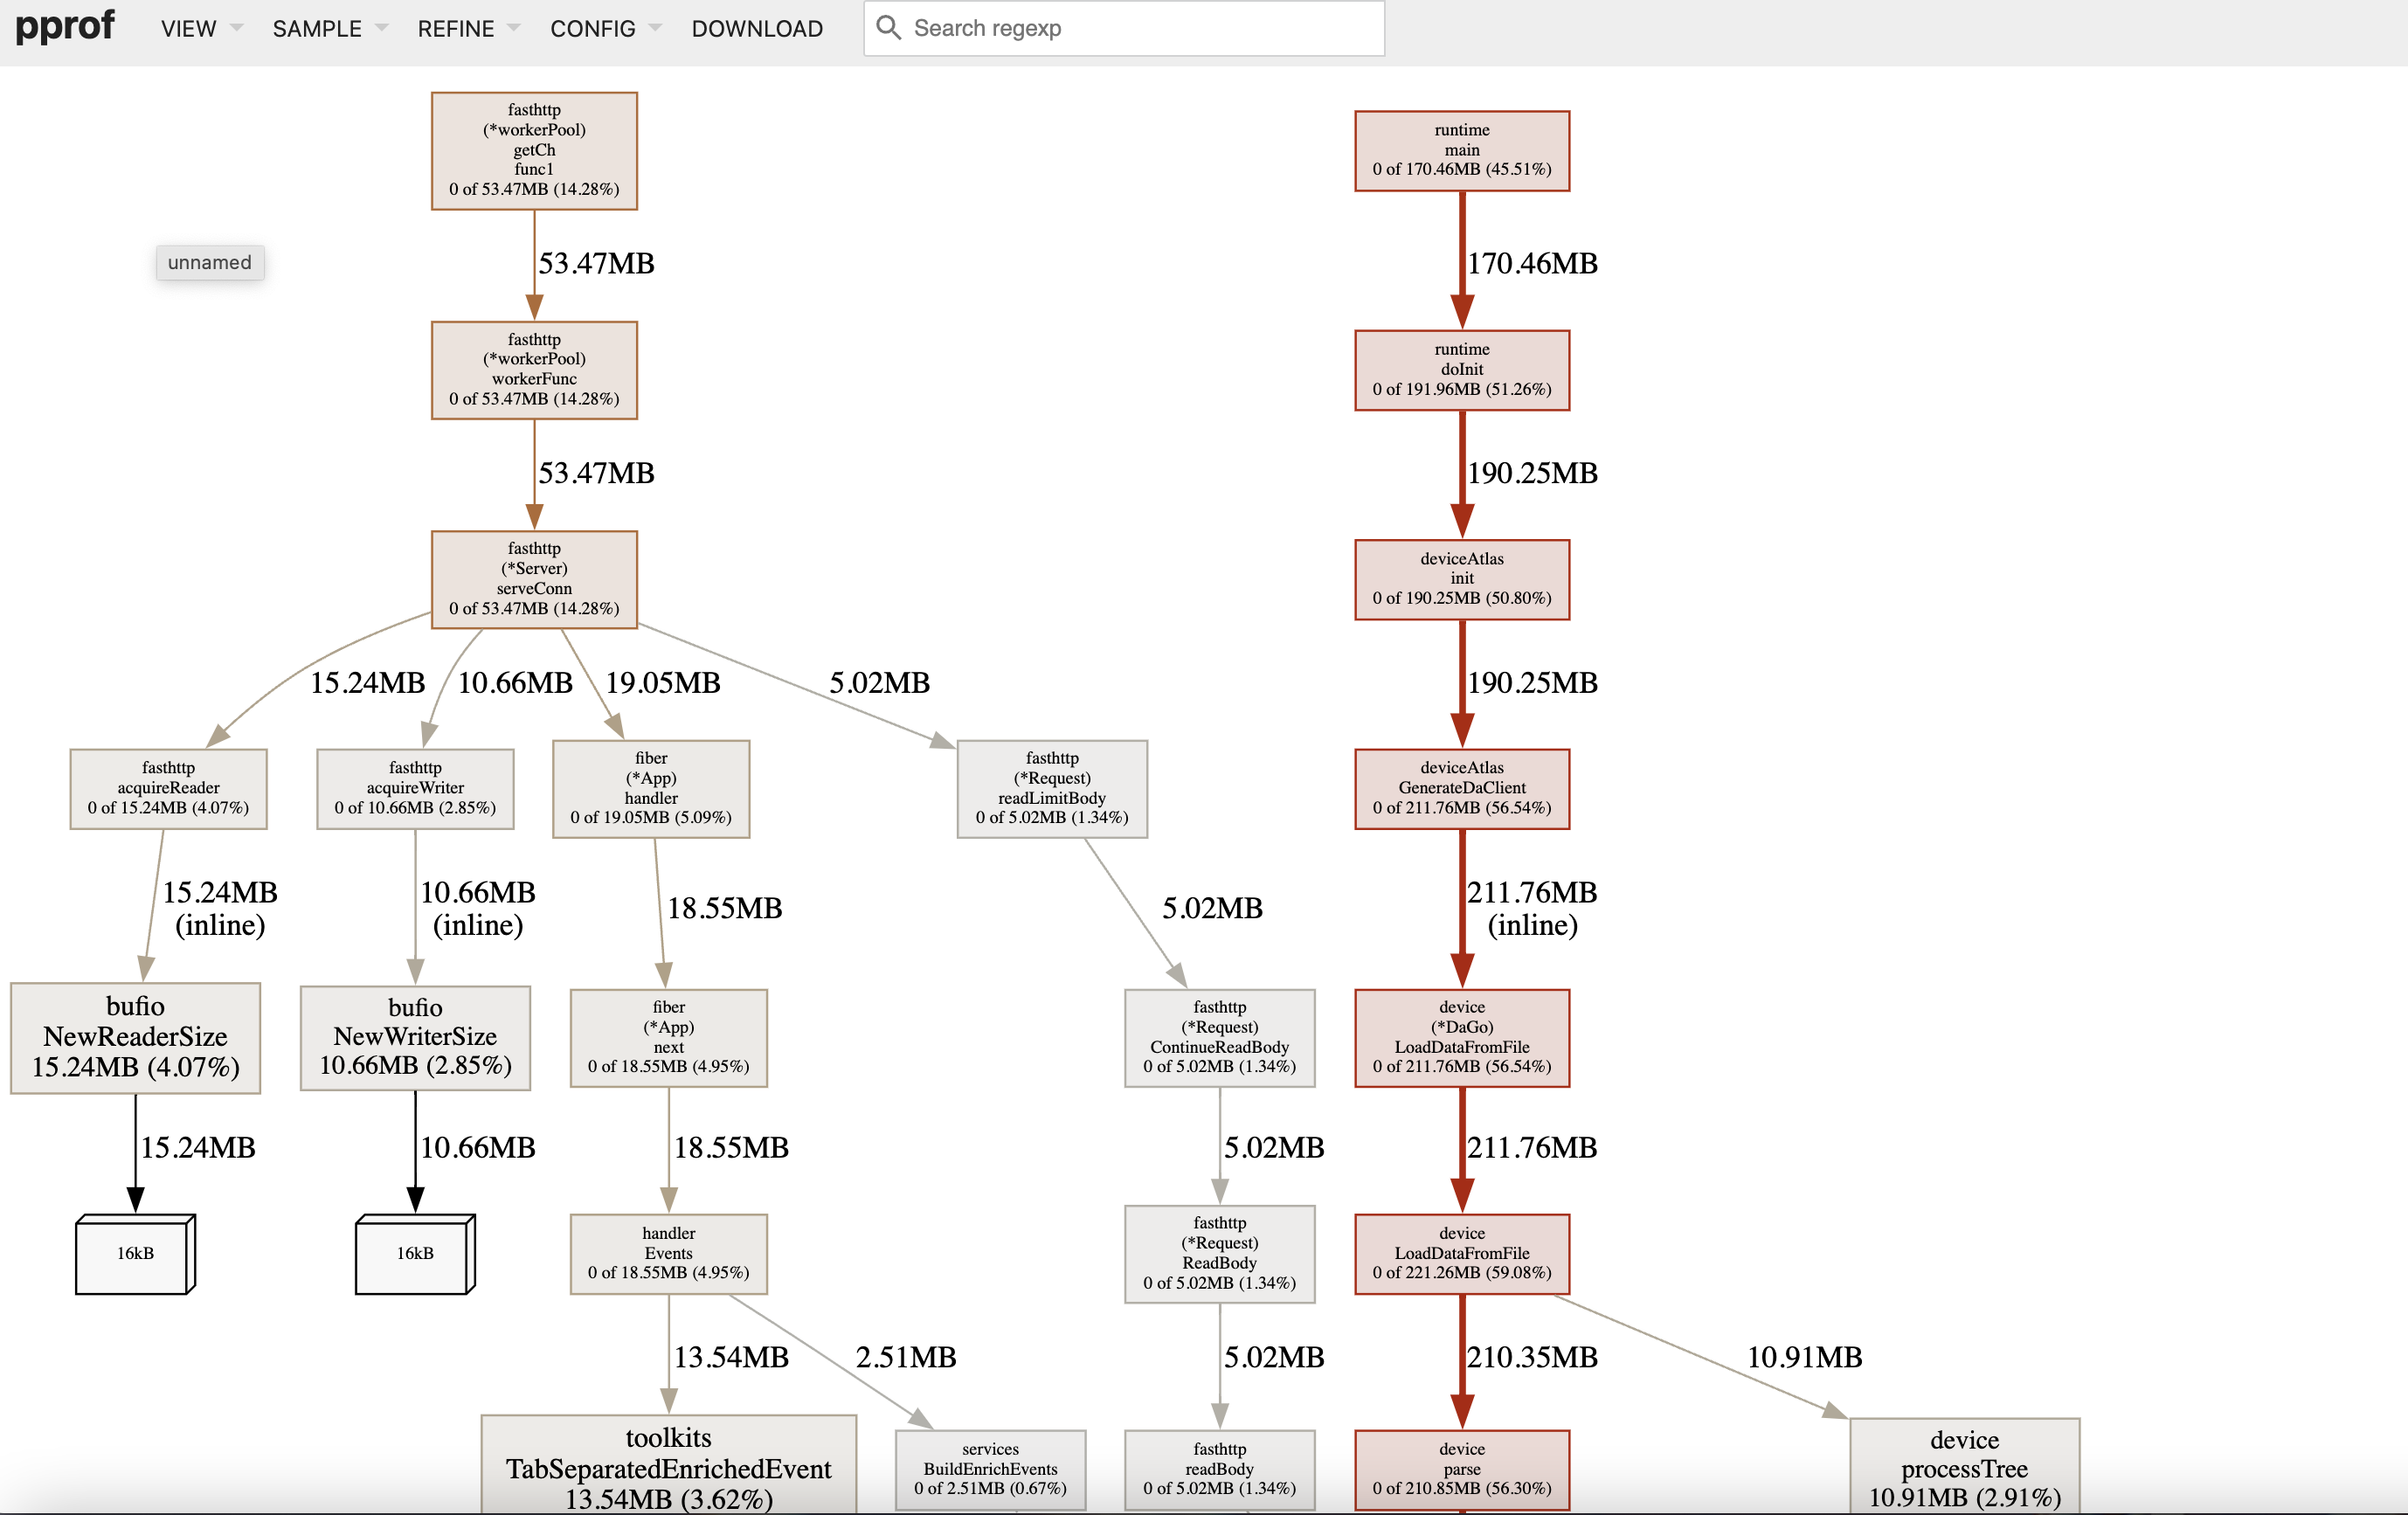 pprof VIEW SAMPLE REFINE CONFIG DOWNLOAD Search regexp
unnamed
fasthttp
(*workerPool)
getCh
func1
0 of 53.47MB (14.28%)
53.47MB
fasthttp
(*workerPool)
workerFunc
0 of 53.47MB (14.28%)
53.47MB
fasthttp
(*Server)
serveConn
0 of 53.47MB (14.28%)
15.24MB
10.66MB
19.05MB
5.02MB
fasthttp
acquireReader
0 of 15.24MB (4.07%)
fasthttp
acquireWriter
0 of 10.66MB (2.85%)
fiber
(*App)
handler
0 of 19.05MB (5.09%)
fasthttp
(*Request)
readLimitBody
0 of 5.02MB (1.34%)
15.24MB
(inline)
10.66MB
(inline)
18.55MB
5.02MB
bufio
NewReaderSize
15.24MB (4.07%)
bufio
NewWriterSize
10.66MB (2.85%)
fiber
(*App)
next
0 of 18.55MB (4.95%)
fasthttp
(*Request)
ContinueReadBody
0 of 5.02MB (1.34%)
15.24MB
10.66MB
18.55MB
5.02MB
16kB
16kB
handler
Events
0 of 18.55MB (4.95%)
fasthttp
(*Request)
ReadBody
0 of 5.02MB (1.34%)
13.54MB
2.51MB
5.02MB
toolkits
TabSeparatedEnrichedEvent
13.54MB (3.62%)
services
BuildEnrichEvents
0 of 2.51MB (0.67%)
fasthttp
readBody
0 of 5.02MB (1.34%)
runtime
main
0 of 170.46MB (45.51%)
170.46MB
runtime
doInit
0 of 191.96MB (51.26%)
190.25MB
deviceAtlas
init
0 of 190.25MB (50.80%)
190.25MB
deviceAtlas
GenerateDaClient
0 of 211.76MB (56.54%)
211.76MB
(inline)
device
(*DaGo)
LoadDataFromFile
0 of 211.76MB (56.54%)
211.76MB
device
LoadDataFromFile
0 of 221.26MB (59.08%)
210.35MB
10.91MB
device
parse
0 of 210.85MB (56.30%)
device
processTree
10.91MB (2.91%)